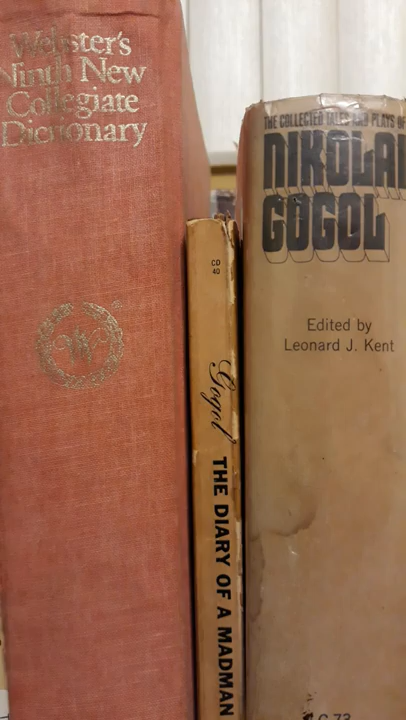 Webster's
Ninth New
Collegiate
Dictionary
W
CD
40
Gogol
THE DIARY OF A MADMAN
THE COLLECTED TALES AND PLAYS OF
NIKOLAI
GOGOL
Edited by
Leonard J. Kent